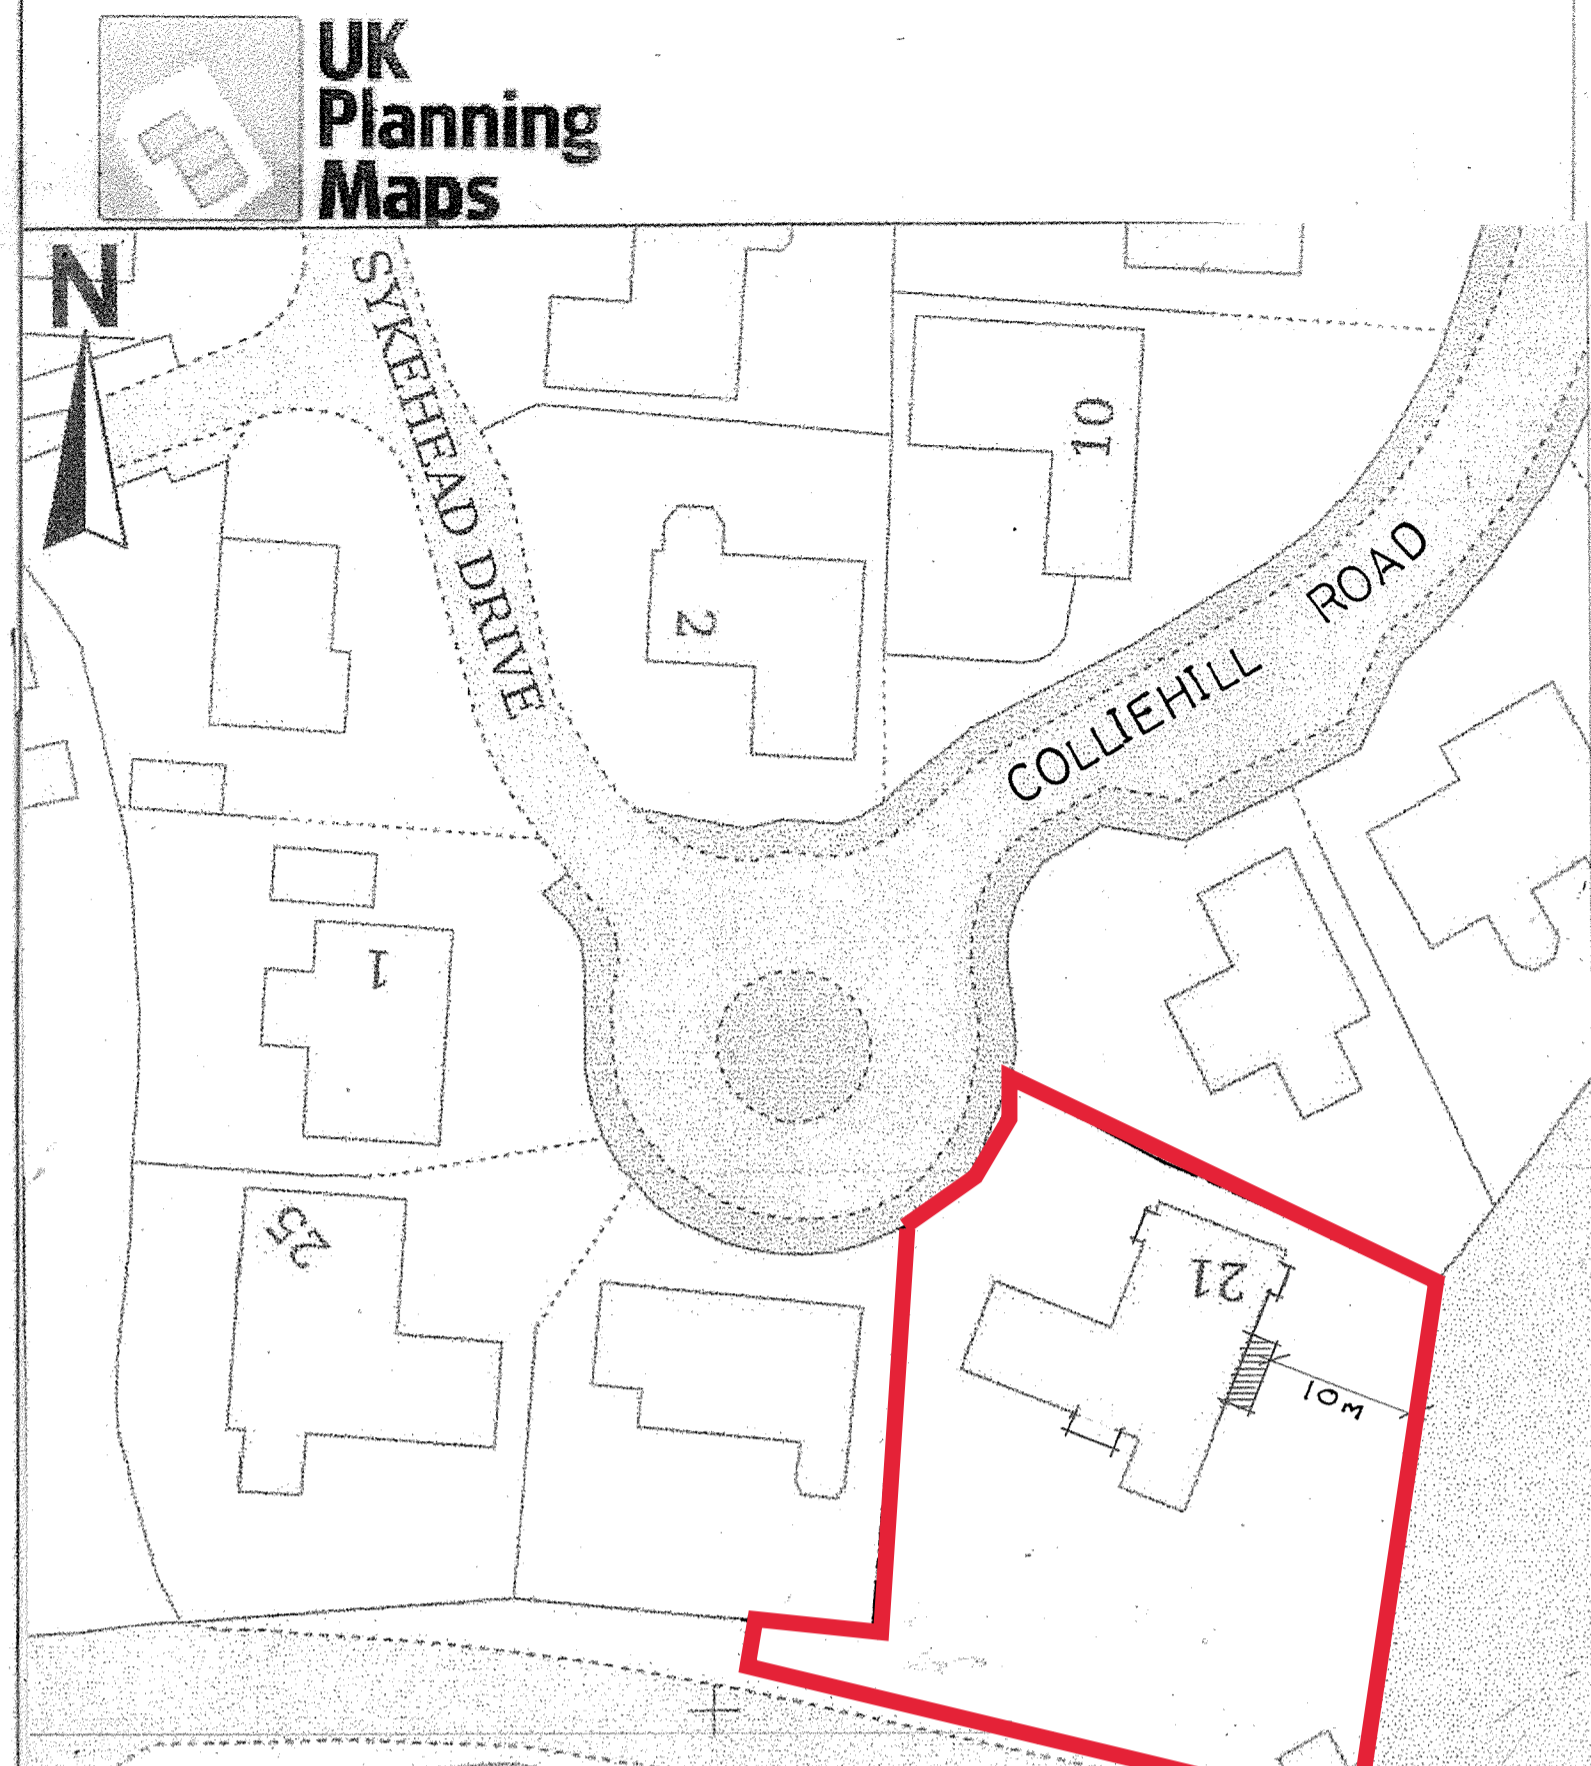 UK
Planning
Maps
N
SYKEHEAD DRIVE
10
2
COLLIEHILL ROAD
1
25
21
10m